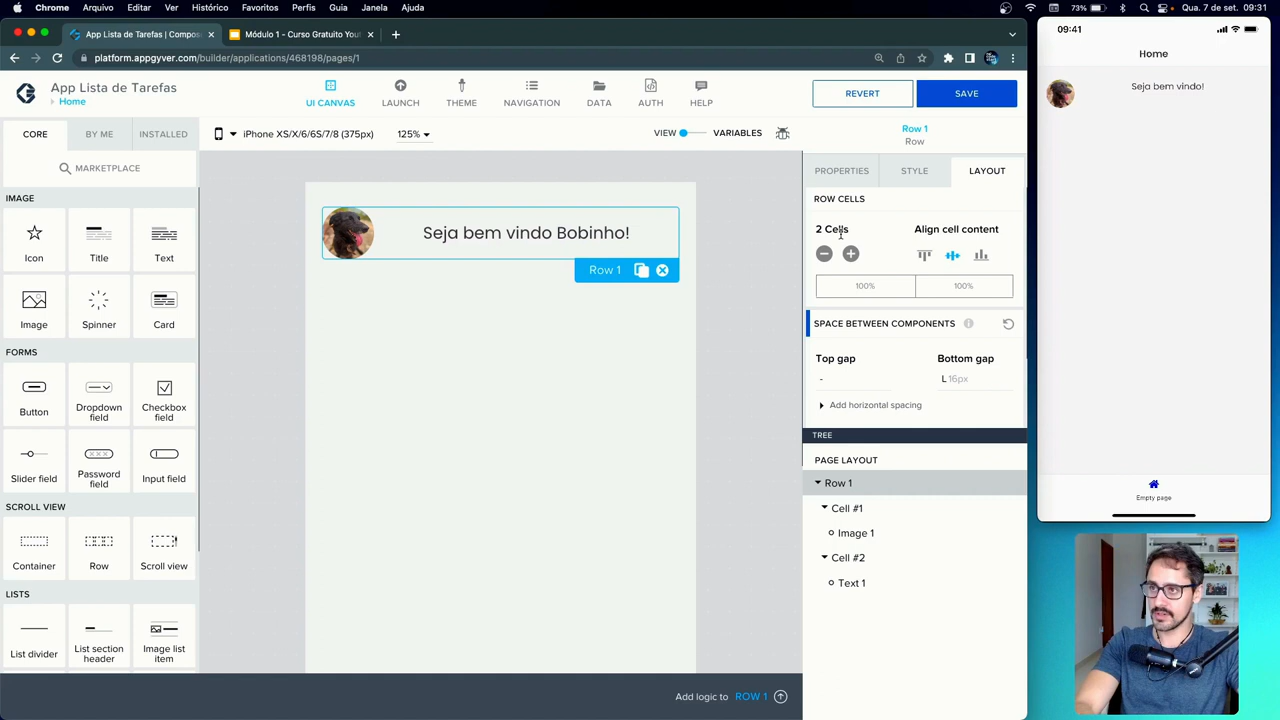 Chrome Arquivo Editar Ver Histórico Favoritos Perfis Guia Janela Ajuda
73% Qua. 7 de set. 09:31
App Lista de Tarefas | Compos
Módulo 1 - Curso Gratuito You
platform.appgyver.com/builder/applications/468198/pages/1
App Lista de Tarefas
Home
UI CANVAS
LAUNCH
THEME
NAVIGATION
DATA
AUTH
HELP
REVERT
SAVE
CORE
BY ME
INSTALLED
iPhone XS/X/6/6S/7/8 (375px)
125%
VIEW
VARIABLES
Row 1
Row
MARKETPLACE
PROPERTIES
STYLE
LAYOUT
IMAGE
Icon
Title
Text
Image
Spinner
Card
FORMS
Button
Dropdown
field
Checkbox
field
Slider field
Password
field
Input field
SCROLL VIEW
Container
Row
Scroll view
LISTS
List divider
List section
header
Image list
item
Seja bem vindo Bobinho!
Row 1
Add logic to ROW 1
ROW CELLS
2 Cells
Align cell content
100%
100%
SPACE BETWEEN COMPONENTS
Top gap
Bottom gap
-
L 16px
Add horizontal spacing
TREE
PAGE LAYOUT
Row 1
Cell #1
Image 1
Cell #2
Text 1
09:41
Home
Seja bem vindo!
Empty page